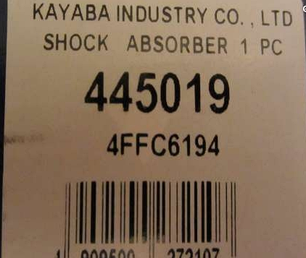 KAYABA INDUSTRY CO. , LTD
SHOCK ABSORBER 1 PC
445019
4FFC6194